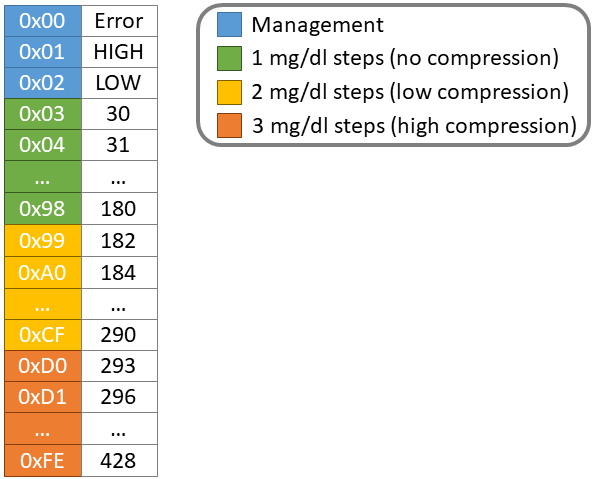 0x00 Error
0x01 HIGH
0x02 LOW
0x03 30
0x04 31
... ...
0x98 180
0x99 182
0xA0 184
... ...
0xCF 290
0xD0 293
0xD1 296
... ...
0xFE 428
Management
1 mg/dl steps (no compression)
2 mg/dl steps (low compression)
3 mg/dl steps (high compression)